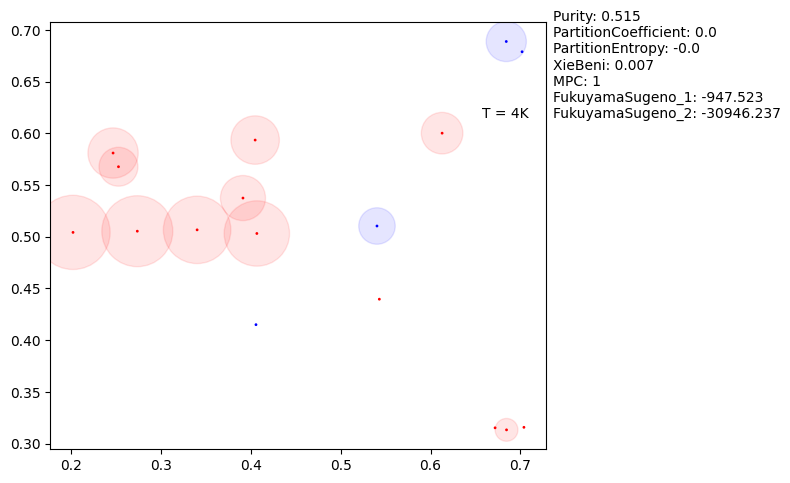 Purity: 0.515
PartitionCoefficient: 0.0
PartitionEntropy: -0.0
XieBeni: 0.007
MPC: 1
FukuyamaSugeno_1: -947.523
FukuyamaSugeno_2: -30946.237
T = 4K
0.70
0.65
0.60
0.55
0.50
0.45
0.40
0.35
0.30
0.2 0.3 0.4 0.5 0.6 0.7